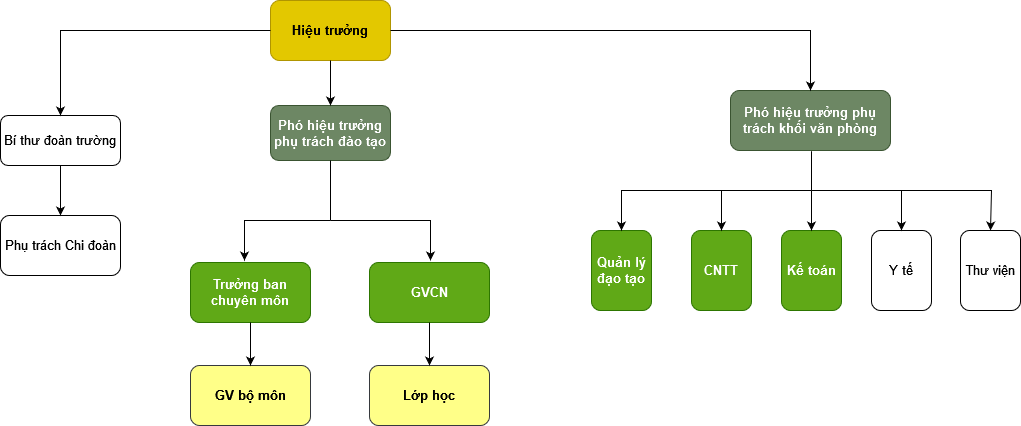 Hiệu trưởng
Bí thư đoàn trường
Phụ trách Chi đoàn
Phó hiệu trưởng
phụ trách đào tạo
Trưởng ban
chuyên môn
GVCN
GV bộ môn
Lớp học
Phó hiệu trưởng phụ
trách khối văn phòng
Quản lý
đạo tạo
CNTT
Kế toán
Y tế
Thư viện